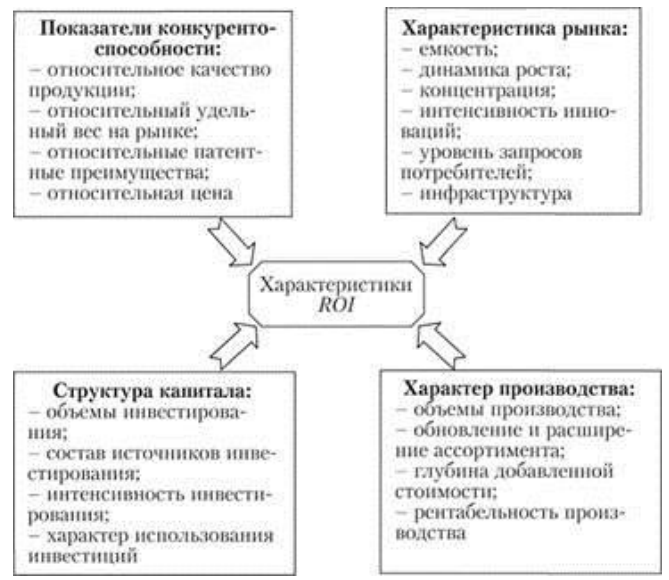 Показатели конкуренто-
способности:
– относительное качество
продукции;
– относительный удель-
ный вес на рынке;
– относительные патент-
ные преимущества;
– относительная цена
Характеристика рынка:
– емкость;
– динамика роста;
– концентрация;
– интенсивность инно-
ваций;
– уровень запросов
потребителей;
– инфраструктура
Характеристики
ROI
Структура капитала:
– объемы инвестирова-
ния;
– состав источников инве-
стирования;
– интенсивность инвести-
рования;
– характер использования
инвестиций
Характер производства:
– объемы производства;
– обновление и расшире-
ние ассортимента;
– глубина добавленной
стоимости;
– рентабельность произ-
водства